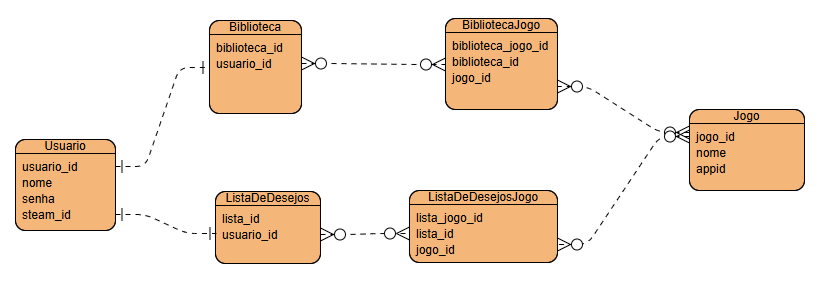 Biblioteca
biblioteca_id
usuario_id
BibliotecaJogo
biblioteca_jogo_id
biblioteca_id
jogo_id
Jogo
jogo_id
nome
appid
Usuario
usuario_id
nome
senha
steam_id
ListaDeDesejos
lista_id
usuario_id
ListaDeDesejosJogo
lista_jogo_id
lista_id
jogo_id